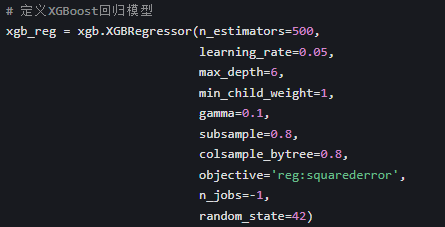 # 定义XGBoost回归模型
xgb_reg = xgb.XGBRegressor(n_estimators=500,
learning_rate=0.05,
max_depth=6,
min_child_weight=1,
gamma=0.1,
subsample=0.8,
colsample_bytree=0.8,
objective='reg:squarederror',
n_jobs=-1,
random_state=42)